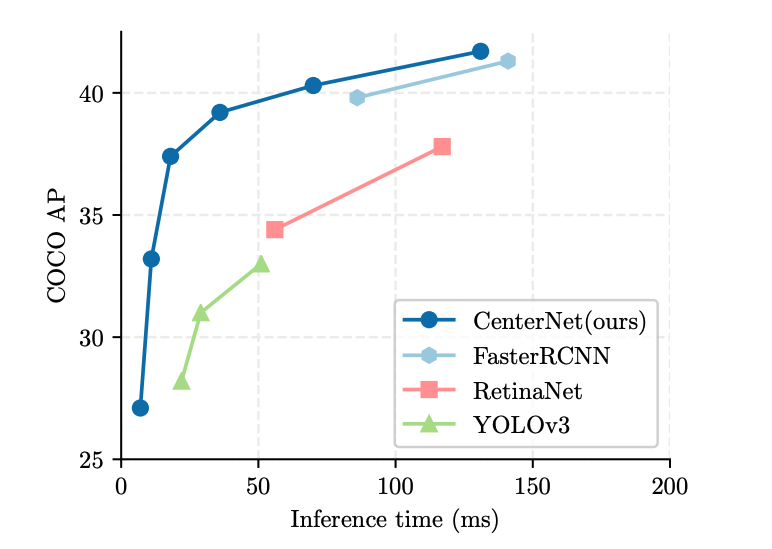 40
35
30
25
COCO AP
0 50 100 150 200
Inference time (ms)
CenterNet(ours)
FasterRCNN
RetinaNet
YOLOv3